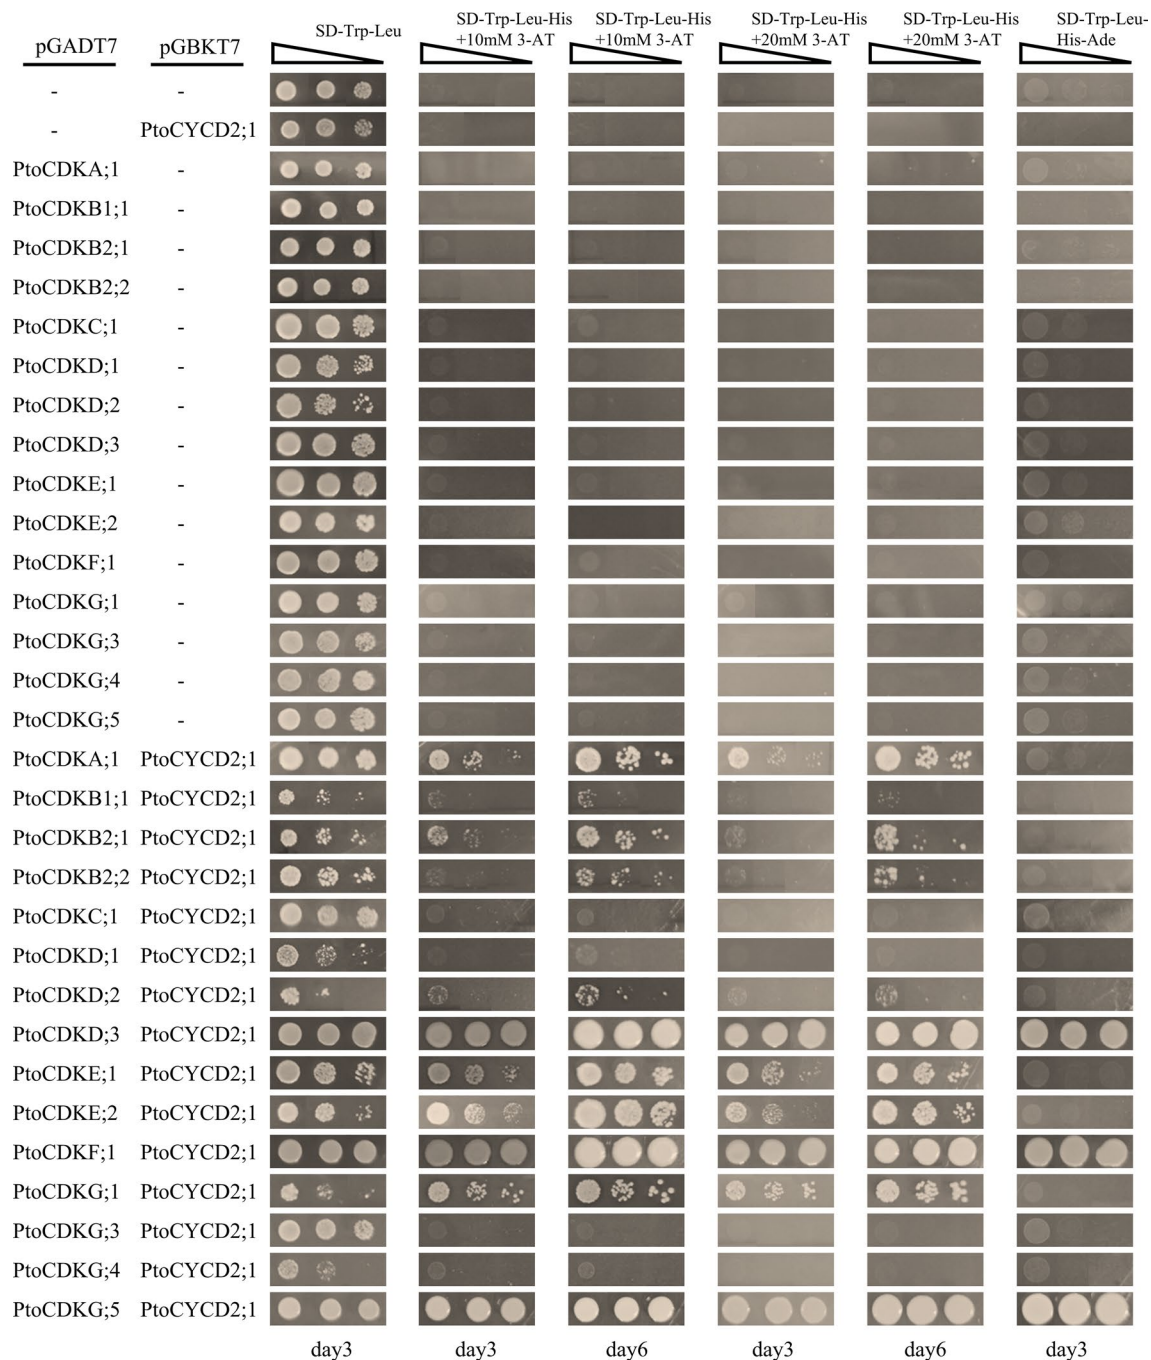 pGADT7 pGBKT7 SD-Trp-Leu SD-Trp-Leu-His SD-Trp-Leu-His SD-Trp-Leu-His SD-Trp-Leu-His SD-Trp-Leu-
+10mM 3-AT +10mM 3-AT +20mM 3-AT +20mM 3-AT His-Ade
- -
- PtoCYCD2;1
PtoCDKA;1 -
PtoCDKB1;1 -
PtoCDKB2;1 -
PtoCDKB2;2 -
PtoCDKC;1 -
PtoCDKD;1 -
PtoCDKD;2 -
PtoCDKD;3 -
PtoCDKE;1 -
PtoCDKE;2 -
PtoCDKF;1 -
PtoCDKG;1 -
PtoCDKG;3 -
PtoCDKG;4 -
PtoCDKG;5 -
PtoCDKA;1 PtoCYCD2;1
PtoCDKB1;1 PtoCYCD2;1
PtoCDKB2;1 PtoCYCD2;1
PtoCDKB2;2 PtoCYCD2;1
PtoCDKC;1 PtoCYCD2;1
PtoCDKD;1 PtoCYCD2;1
PtoCDKD;2 PtoCYCD2;1
PtoCDKD;3 PtoCYCD2;1
PtoCDKE;1 PtoCYCD2;1
PtoCDKE;2 PtoCYCD2;1
PtoCDKF;1 PtoCYCD2;1
PtoCDKG;1 PtoCYCD2;1
PtoCDKG;3 PtoCYCD2;1
PtoCDKG;4 PtoCYCD2;1
PtoCDKG;5 PtoCYCD2;1
day3 day3 day6 day3 day6 day3